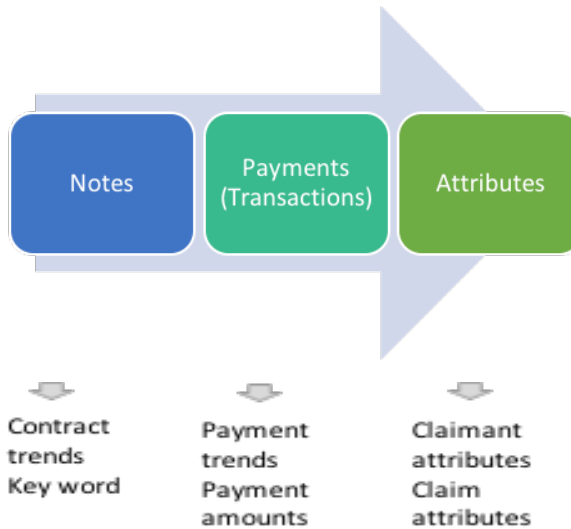 Notes
Payments
(Transactions)
Attributes
Contract
trends
Key word
Payment
trends
Payment
amounts
Claimant
attributes
Claim
attributes